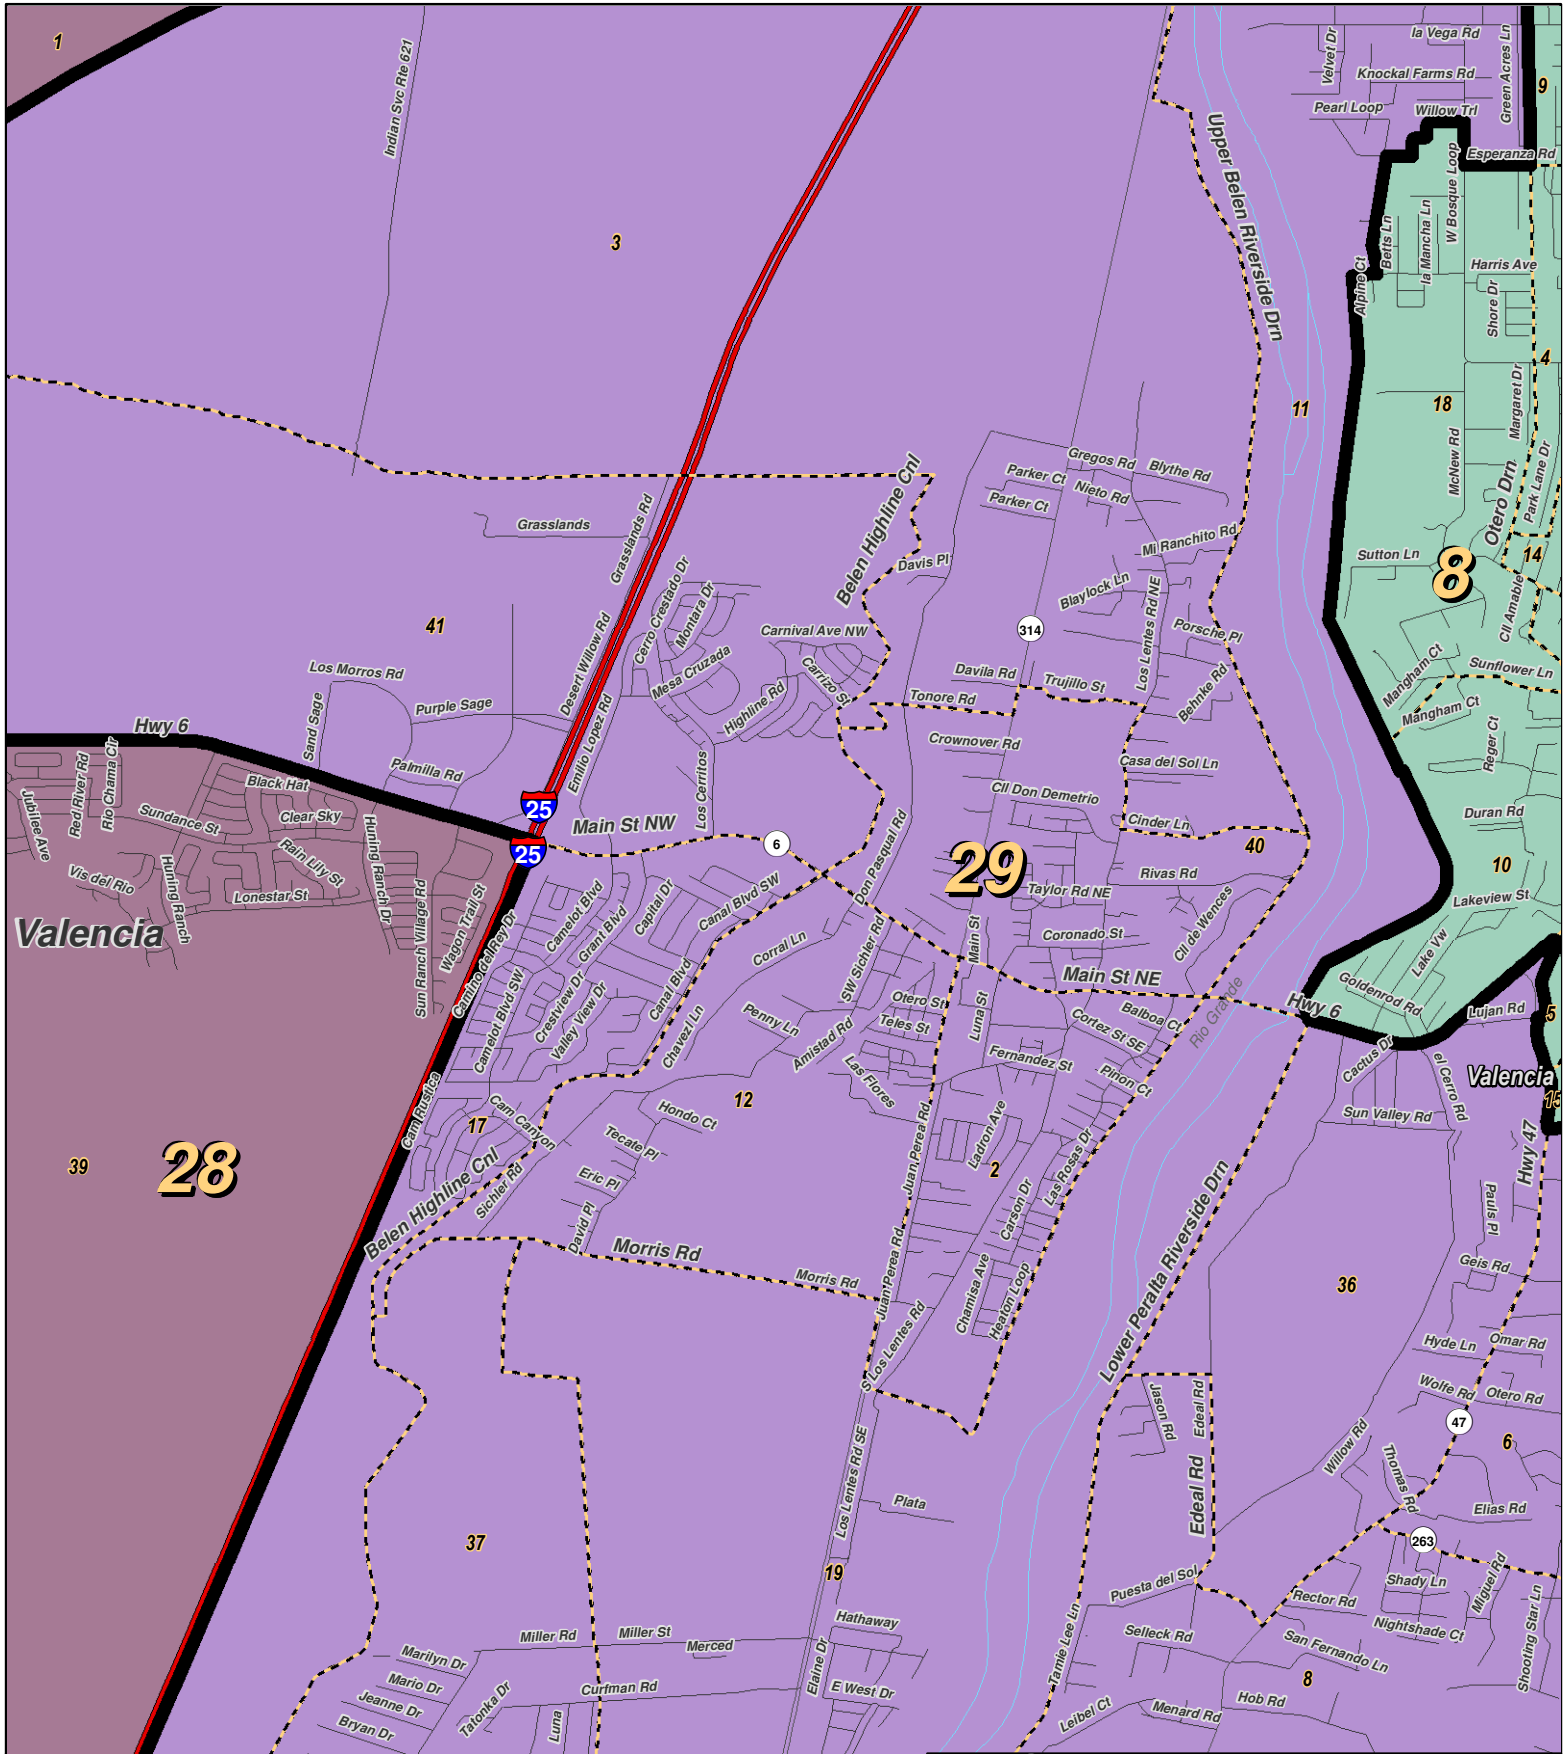 1
Indian Svc Rte 621
3
Upper Belen Riverside Drn
Velvet Dr
la Vega Rd
Green Acres Ln
Knockal Farms Rd
9
Pearl Loop
Willow Trl
Esperanza Rd
W Bosque Loop
Betts Ln
la Mancha Ln
Alpine Ct
Harris Ave
Shore Dr
4
11
18
Margaret Dr
McNew Rd
Otero Drn
Park Lane Dr
Belen Highline Cnl
Gregos Rd
Blythe Rd
Parker Ct
Nieto Rd
Parker Ct
Grasslands
Grasslands Rd
Mi Ranchito Rd
Sutton Ln
8
14
Davis Pl
Cll Amable
Cerro Crestado Dr
Montara Dr
Blaylock Ln
Los Lentes Rd NE
41
Carnival Ave NW
314
Porsche Pl
Desert Willow Rd
Los Morros Rd
Mesa Cruzada
Carrizo St
Davila Rd
Trujillo St
Behnke Rd
Mangham Ct
Sunflower Ln
Sand Sage
Purple Sage
Emilio Lopez Rd
Highline Rd
Tonore Rd
Mangham Ct
Hwy 6
Crownover Rd
Reger Ct
Red River Rd
Rio Chama Cir
Palmilla Rd
Los Cerritos
Casa del Sol Ln
Jubilee Ave
Black Hat
Sundance St
Clear Sky
25
Cll Don Demetrio
Duran Rd
Main St NW
Cinder Ln
Huning Ranch Dr
25
6
Don Pasqual Rd
29
40
Rain Lily St
10
Vis del Rio
Huning Ranch
Lonestar St
Rivas Rd
Taylor Rd NE
Lakeview St
Camelot Blvd
Grant Blvd
Capital Dr
Canal Blvd SW
Cll de Wences
Valencia
Sun Ranch Village Rd
Wagon Trail St
Camino del Rey Dr
Corral Ln
SW Sichler Rd
Main St
Coronado St
Lake Vw
Main St NE
Goldenrod Rd
Camelot Blvd SW
Crestview Dr
Valley View Dr
Canal Blvd
Chavez Ln
Penny Ln
Amistad Rd
Otero St
Teles St
Luna St
Balboa Ct
Cortez St SE
Rio Grande
Hwy 6
Lujan Rd
5
Las Flores
Fernandez St
Pinon Ct
Cactus Dr
el Cerro Rd
Valencia
15
Cam Rustica
Cam Canyon
17
12
Hondo Ct
Sun Valley Rd
Tecate Pl
Juan Perea Rd
Ladron Ave
Las Rosas Dr
2
39
28
Belen Highline Cnl
Sichler Rd
Eric Pl
David Pl
Carson Dr
Lower Peralta Riverside Drn
Hwy 47
Pauls Pl
Morris Rd
Morris Rd
Juan Perea Rd
Chamisa Ave
Heaton Loop
Geis Rd
36
S Los Lentes Rd
Hyde Ln
Omar Rd
Jason Rd
Edeal Rd
Wolfe Rd
Otero Rd
47
Willow Rd
6
Los Lentes Rd SE
Edeal Rd
Thomas Rd
Plata
Elias Rd
37
263
19
Puesta del Sol
Shady Ln
Miguel Rd
Rector Rd
Nightshade Ct
Shooting Star Ln
Hathaway
Miller Rd
Miller St
Merced
Elaine Dr
Tamie Lee Ln
Selleck Rd
San Fernando Ln
Marilyn Dr
Mario Dr
Jeanne Dr
Bryan Dr
Tatonka Dr
Curfman Rd
Luna
E West Dr
8
Leibel Ct
Menard Rd
Hob Rd